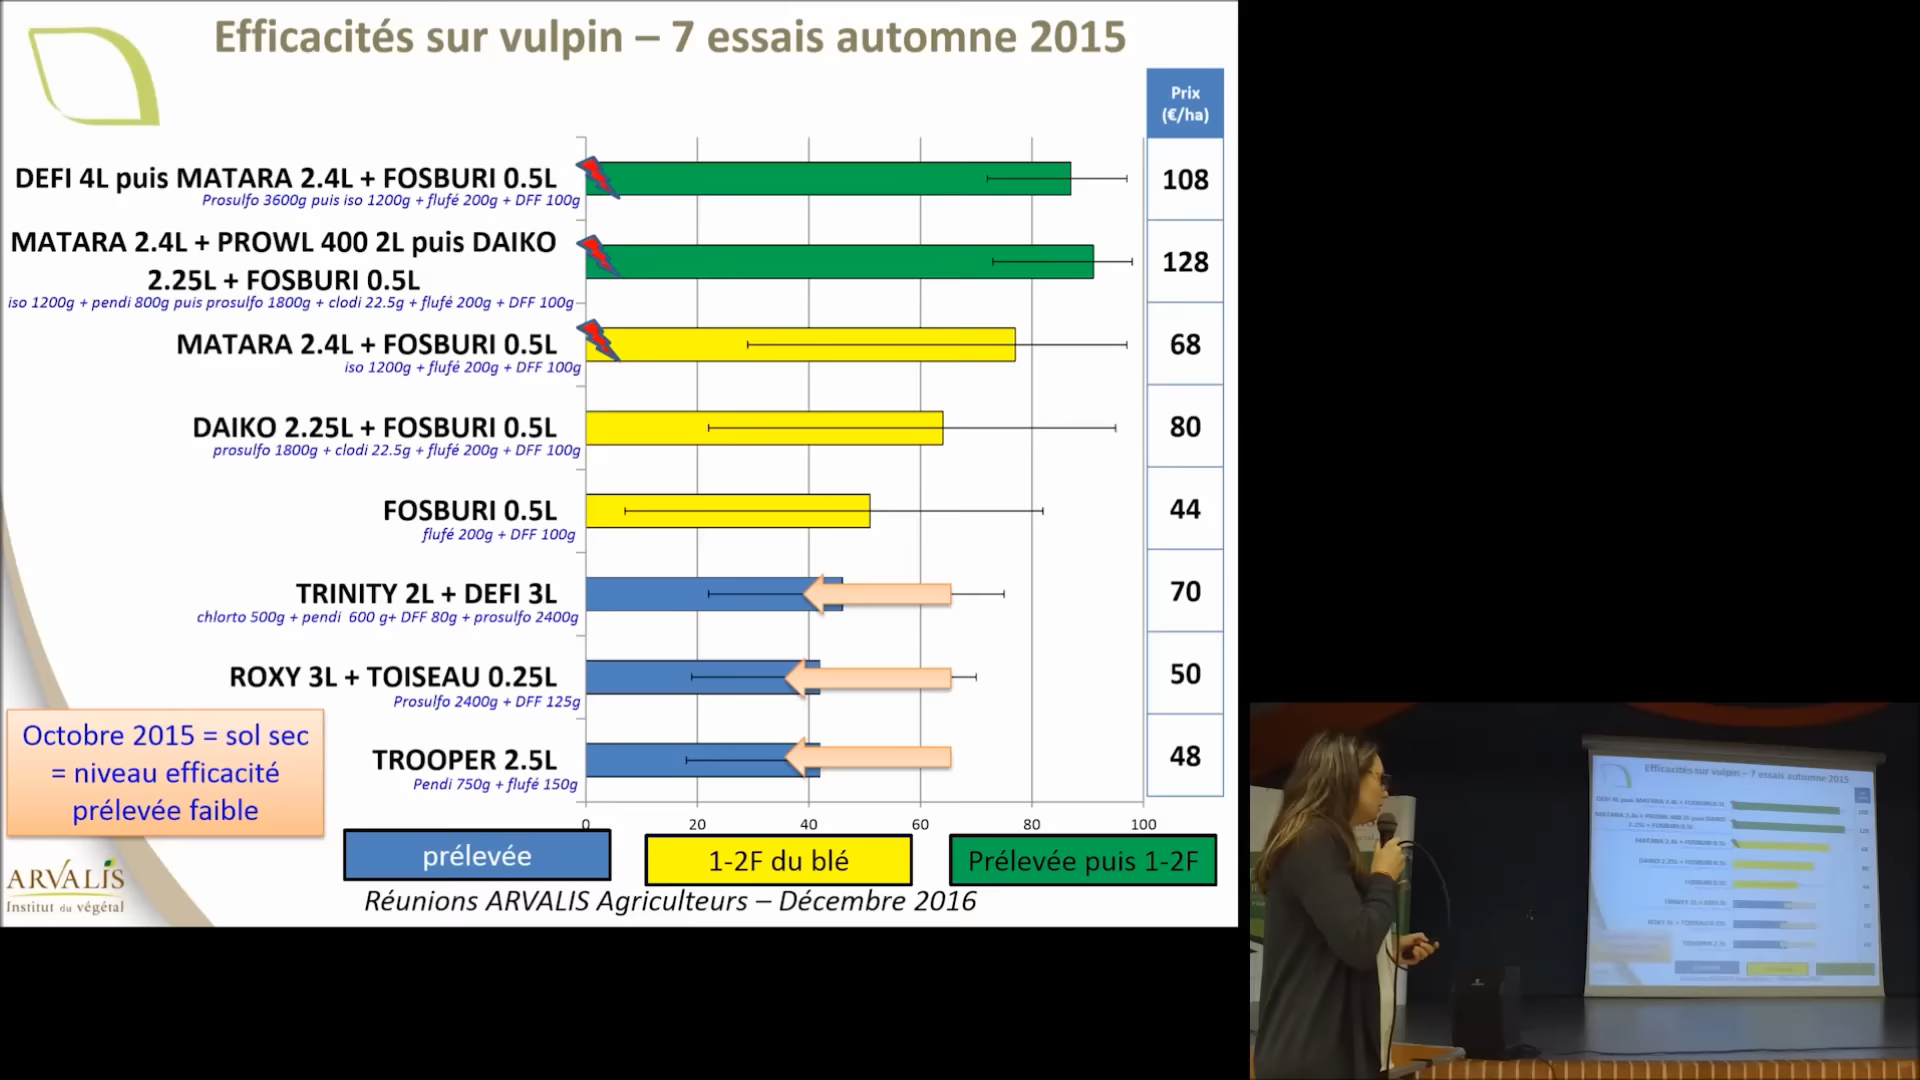 Efficacités sur vulpin – 7 essais automne 2015
Prix
(€/ha)
DEFI 4L puis MATARA 2.4L + FOSBURI 0.5L
Prosulfo 3600g puis iso 1200g + flufé 200g + DFF 100g
108
MATARA 2.4L + PROWL 400 2L puis DAIKO
2.25L + FOSBURI 0.5L
iso 1200g + pendi 800g puis prosulfo 1800g + clodi 22.5g + flufé 200g + DFF 100g
128
MATARA 2.4L + FOSBURI 0.5L
iso 1200g + flufé 200g + DFF 100g
68
DAIKO 2.25L + FOSBURI 0.5L
prosulfo 1800g + clodi 22.5g + flufé 200g + DFF 100g
80
FOSBURI 0.5L
flufé 200g + DFF 100g
44
TRINITY 2L + DEFI 3L
chlorto 500g + pendi  600 g+ DFF 80g + prosulfo 2400g
70
ROXY 3L + TOISEAU 0.25L
Prosulfo 2400g + DFF 125g
50
TROOPER 2.5L
Pendi 750g + flufé 150g
48
Octobre 2015 = sol sec
= niveau efficacité
prélevée faible
0 20 40 60 80 100
prélevée
1-2F du blé
Prélevée puis 1-2F
ARVALIS
Institut du végétal
Réunions ARVALIS Agriculteurs – Décembre 2016
Efficacités sur vulpin – 7 essais automne 2015